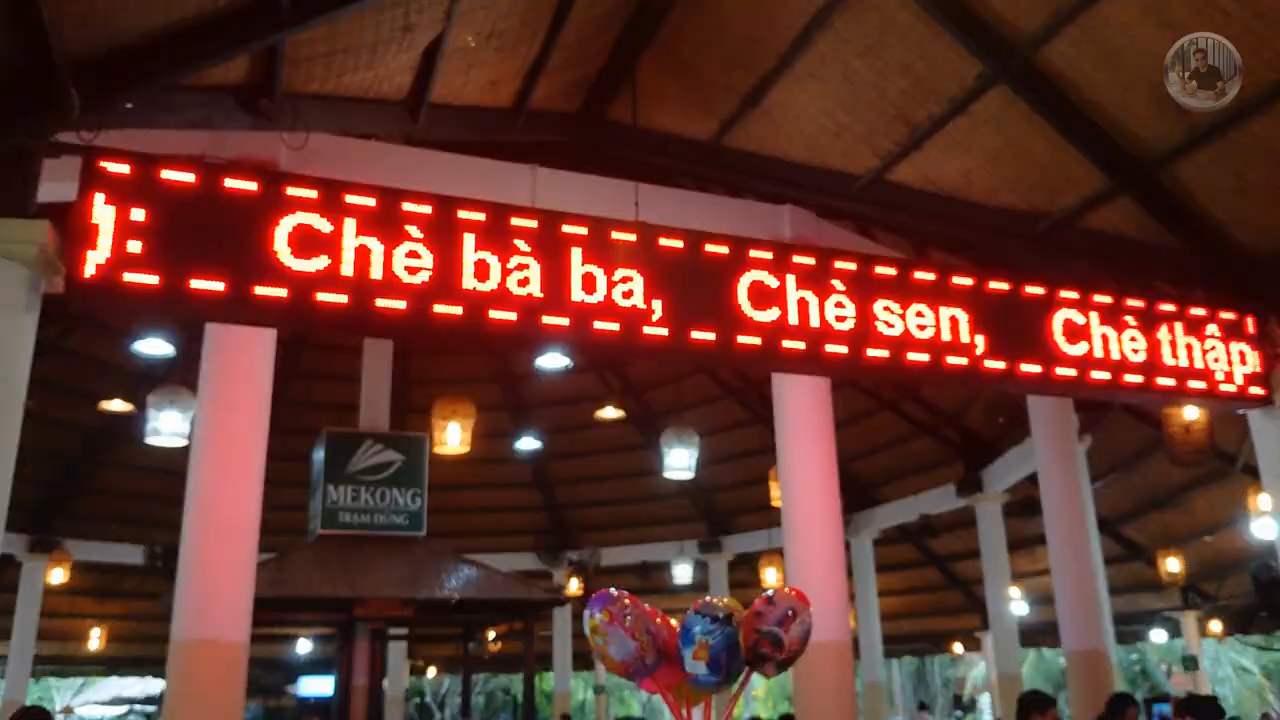 Chè bà ba, Chè sen, Chè thập
MEKONG
TRẠM DỪNG